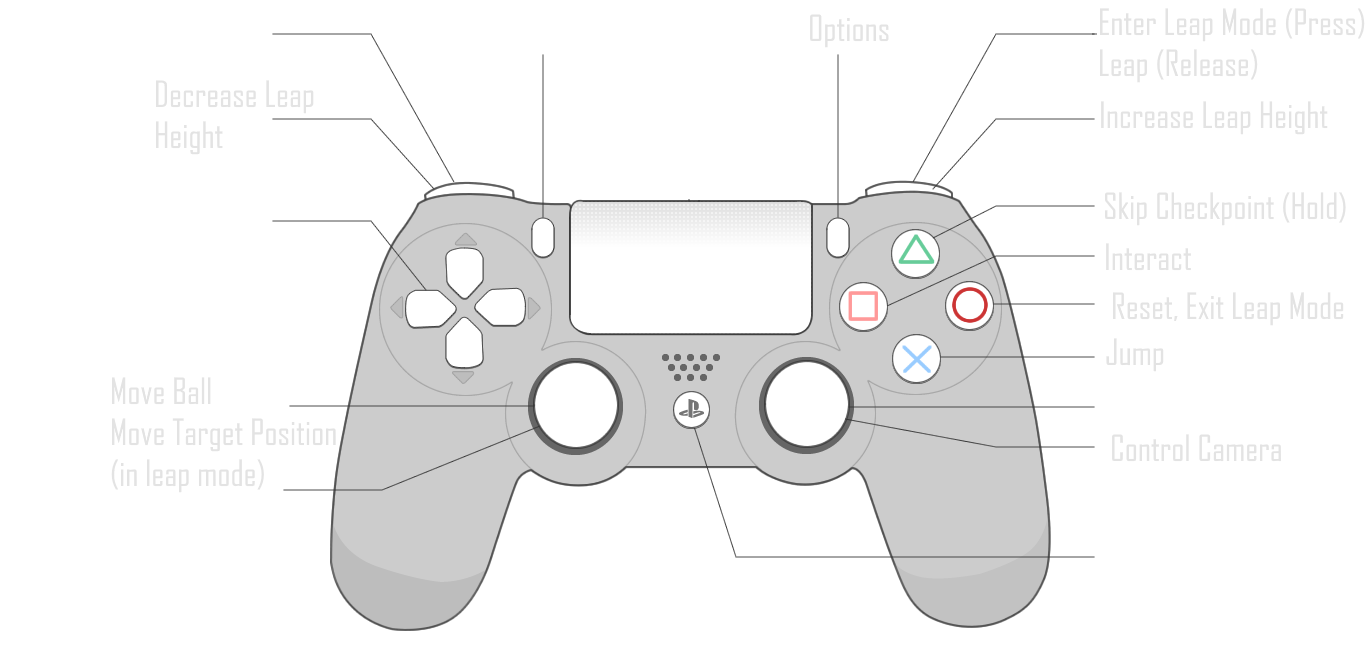 Options
Enter Leap Mode (Press)
Leap (Release)
Decrease Leap
Height
Increase Leap Height
Skip Checkpoint (Hold)
Interact
Reset, Exit Leap Mode
Jump
Move Ball
Move Target Position
(in leap mode)
Control Camera